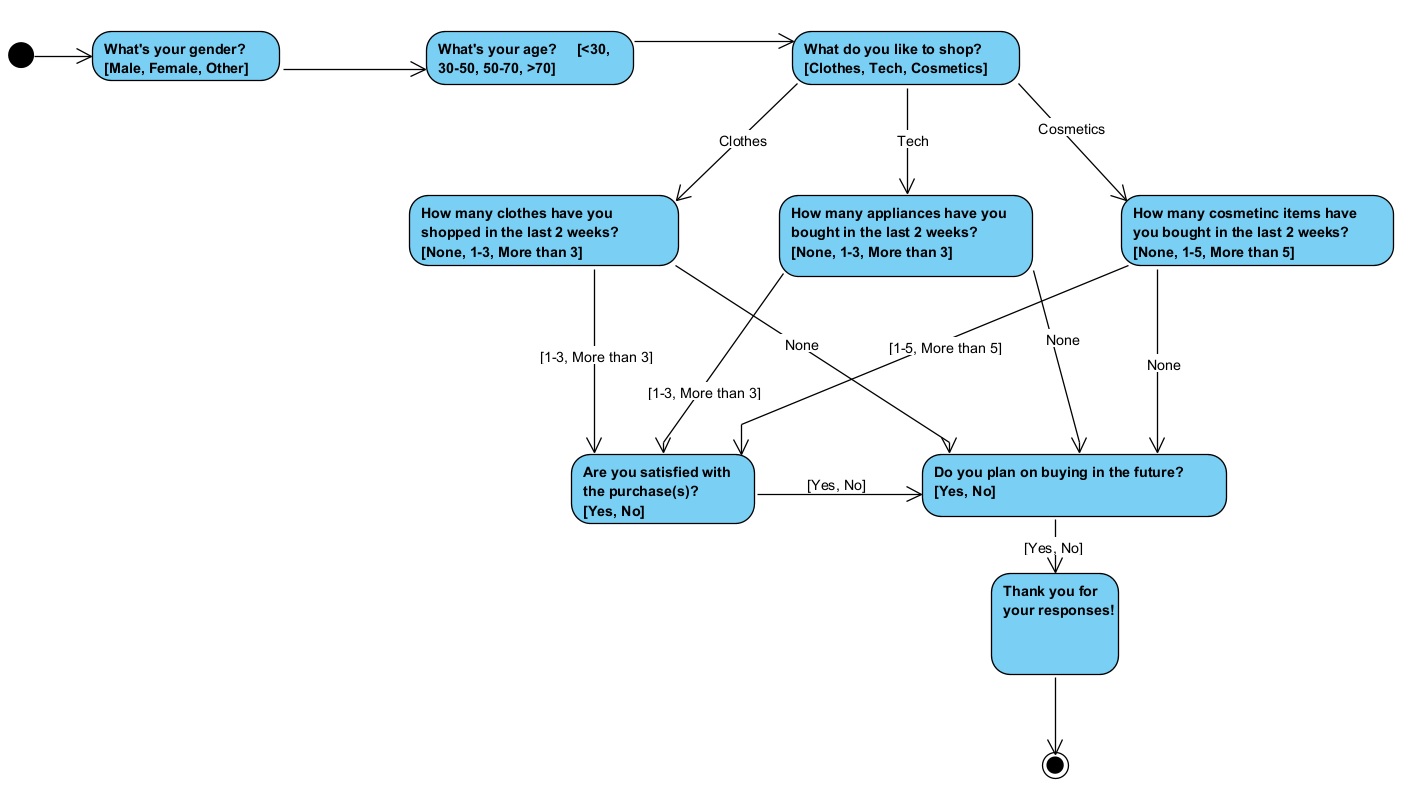 What's your gender?
[Male, Female, Other]
What's your age? [<30,
30-50, 50-70, >70]
What do you like to shop?
[Clothes, Tech, Cosmetics]
Clothes
Tech
Cosmetics
How many clothes have you
shopped in the last 2 weeks?
[None, 1-3, More than 3]
How many appliances have you
bought in the last 2 weeks?
[None, 1-3, More than 3]
How many cosmetinc items have
you bought in the last 2 weeks?
[None, 1-5, More than 5]
[1-3, More than 3]
None
[1-3, More than 3]
[1-5, More than 5]
None
None
Are you satisfied with
the purchase(s)?
[Yes, No]
[Yes, No]
Do you plan on buying in the future?
[Yes, No]
[Yes, No]
Thank you for
your responses!